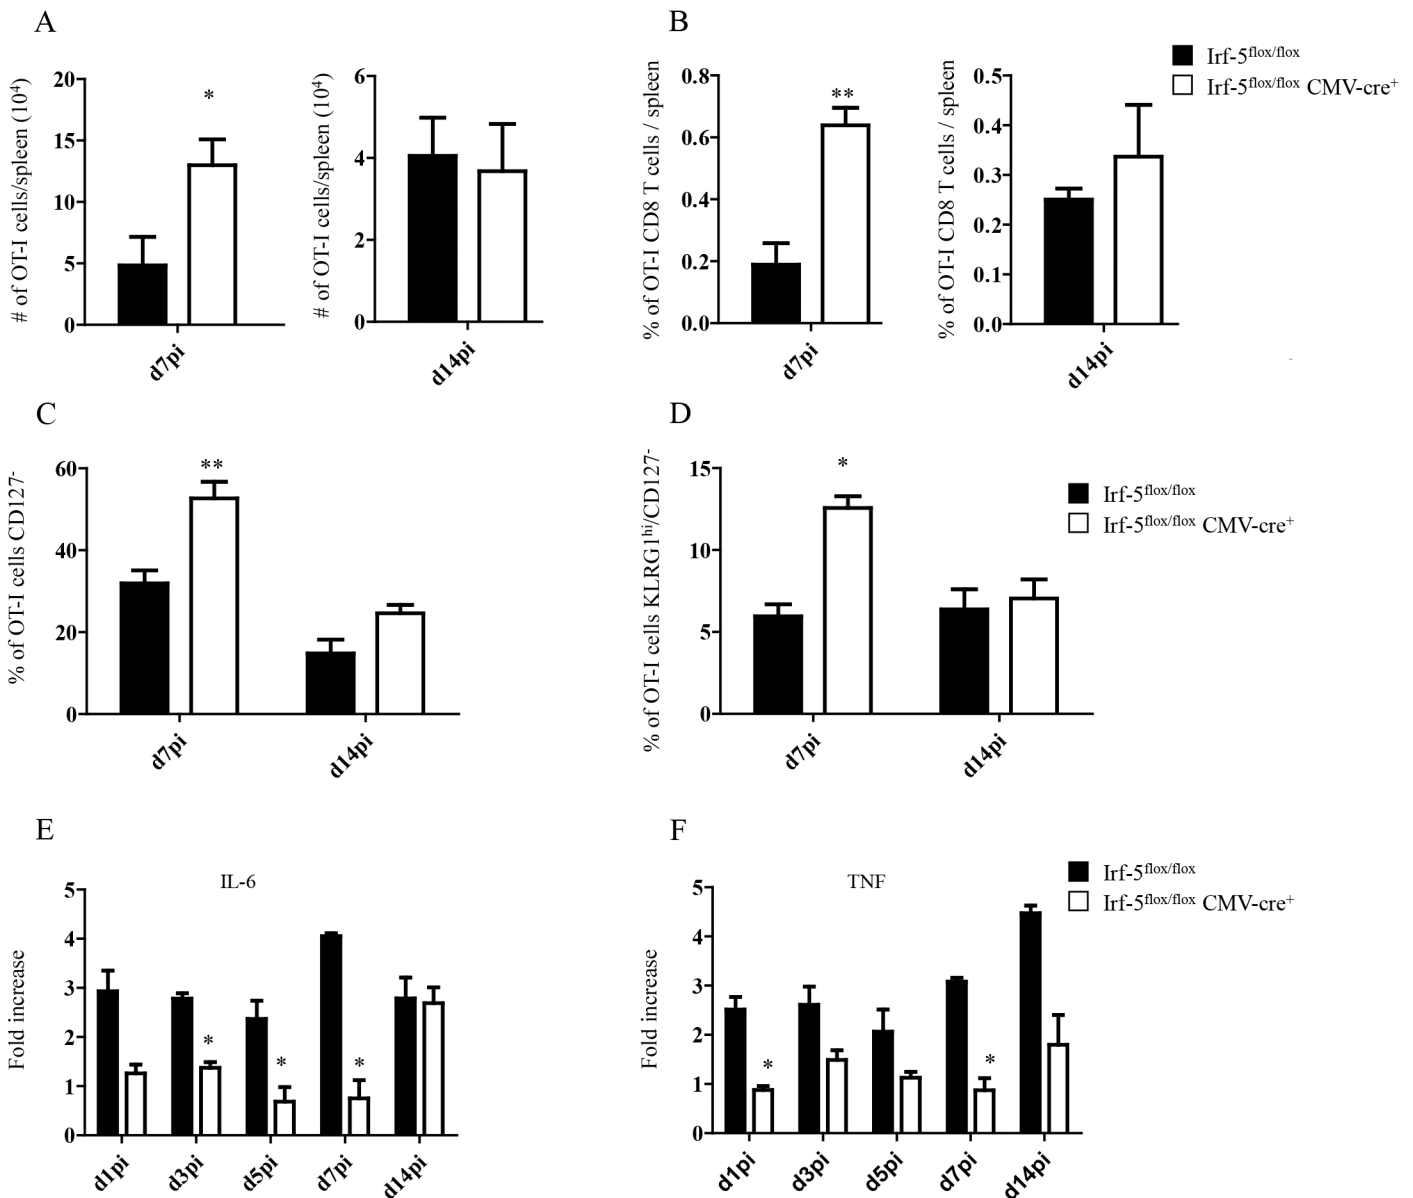 A
# of OT-I cells/spleen (10⁴)
20
15
10
5
0
*
d7pi
# of OT-I cells/spleen (10⁴)
6
4
2
0
d14pi
B
% of OT-I CD8 T cells / spleen
0.8
0.6
0.4
0.2
0.0
**
d7pi
% of OT-I CD8 T cells / spleen
0.5
0.4
0.3
0.2
0.1
0.0
d14pi
Irf-5flox/flox
Irf-5flox/flox CMV-cre⁺
C
% of OT-I cells CD127⁻
60
40
20
0
**
d7pi
d14pi
D
% of OT-I cells KLRG1hi/CD127⁻
15
10
5
0
*
d7pi
d14pi
Irf-5flox/flox
Irf-5flox/flox CMV-cre⁺
E
IL-6
Fold increase
5
4
3
2
1
0
* * *
d1pi d3pi d5pi d7pi d14pi
F
TNF
Fold increase
5
4
3
2
1
0
* *
d1pi d3pi d5pi d7pi d14pi
Irf-5flox/flox
Irf-5flox/flox CMV-cre⁺